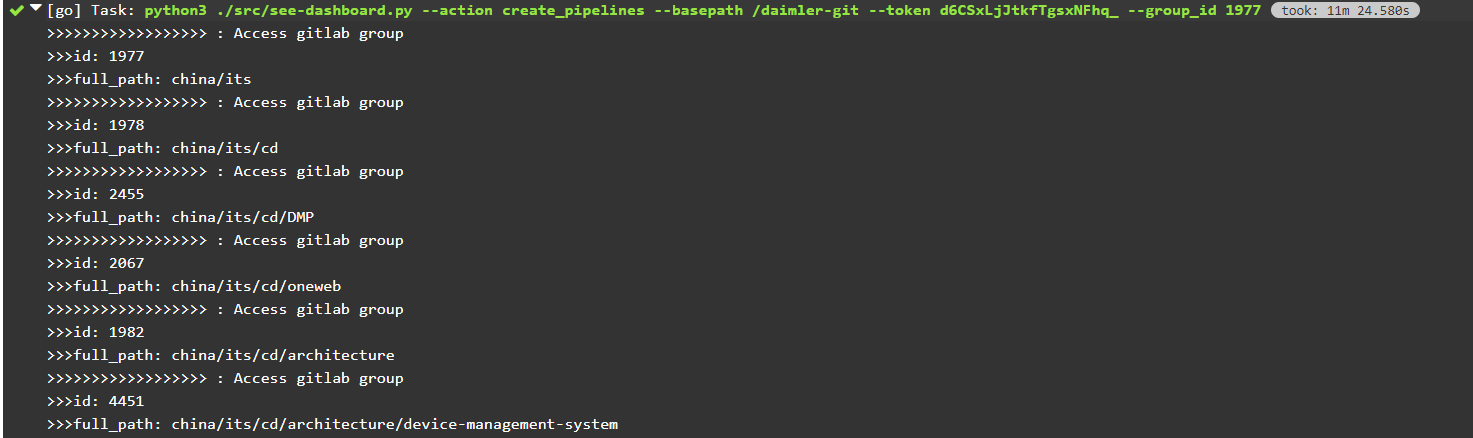 [go] Task: python3 ./src/see-dashboard.py --action create_pipelines --basepath /daimler-git --token d6CSxLjJtkfTgsxNFhq_ --group_id 1977 took: 11m 24.580s
>>>>>>>>>>>>>>>>>> : Access gitlab group
>>>id: 1977
>>>full_path: china/its
>>>>>>>>>>>>>>>>>> : Access gitlab group
>>>id: 1978
>>>full_path: china/its/cd
>>>>>>>>>>>>>>>>>> : Access gitlab group
>>>id: 2455
>>>full_path: china/its/cd/DMP
>>>>>>>>>>>>>>>>>> : Access gitlab group
>>>id: 2067
>>>full_path: china/its/cd/oneweb
>>>>>>>>>>>>>>>>>> : Access gitlab group
>>>id: 1982
>>>full_path: china/its/cd/architecture
>>>>>>>>>>>>>>>>>> : Access gitlab group
>>>id: 4451
>>>full_path: china/its/cd/architecture/device-management-system